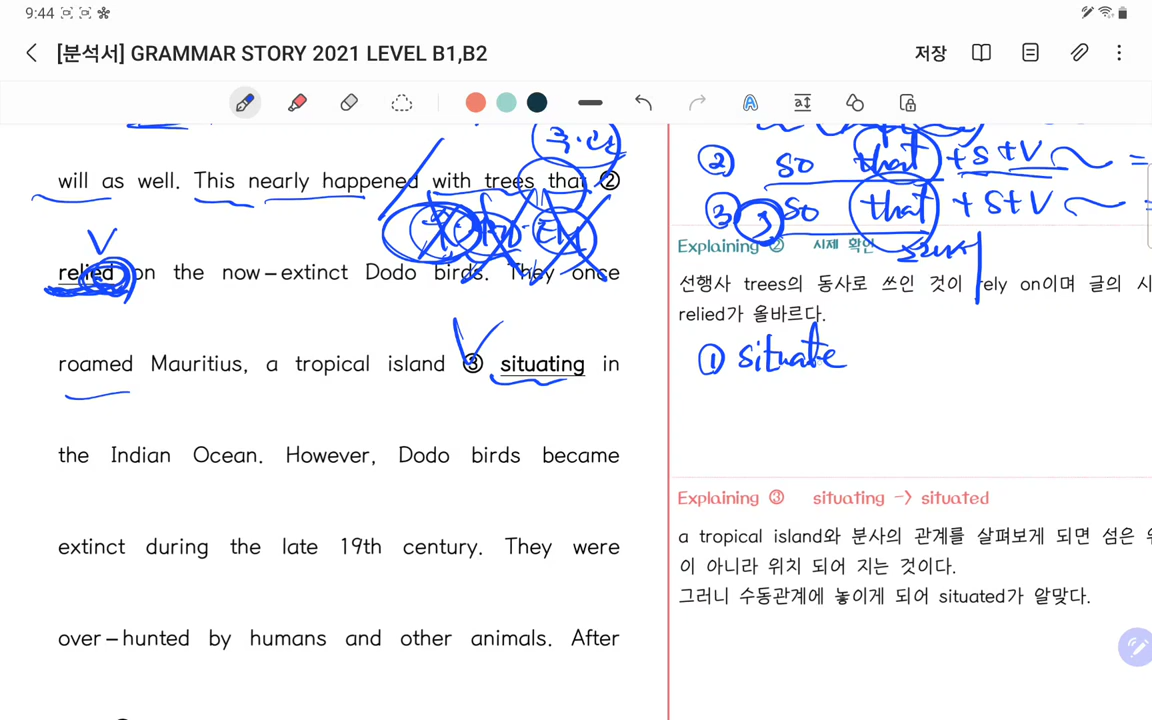 9:44
[분석서] GRAMMAR STORY 2021 LEVEL B1,B2
저장
will as well. This nearly happened with trees that ②
relied on the now-extinct Dodo birds. They once
roamed Mauritius, a tropical island ③ situating in
the Indian Ocean. However, Dodo birds became
extinct during the late 19th century. They were
over-hunted by humans and other animals. After
② so that + S + V =
③ so that + S + V =
Explaining ② 시제 확인
선행사 trees의 동사로 쓰인 것이 rely on이며 글의 시
relied가 올바르다.
① situate
Explaining ③ situating -> situated
a tropical island와 분사의 관계를 살펴보게 되면 섬은
이 아니라 위치 되어 지는 것이다.
그러니 수동관계에 놓이게 되어 situated가 알맞다.